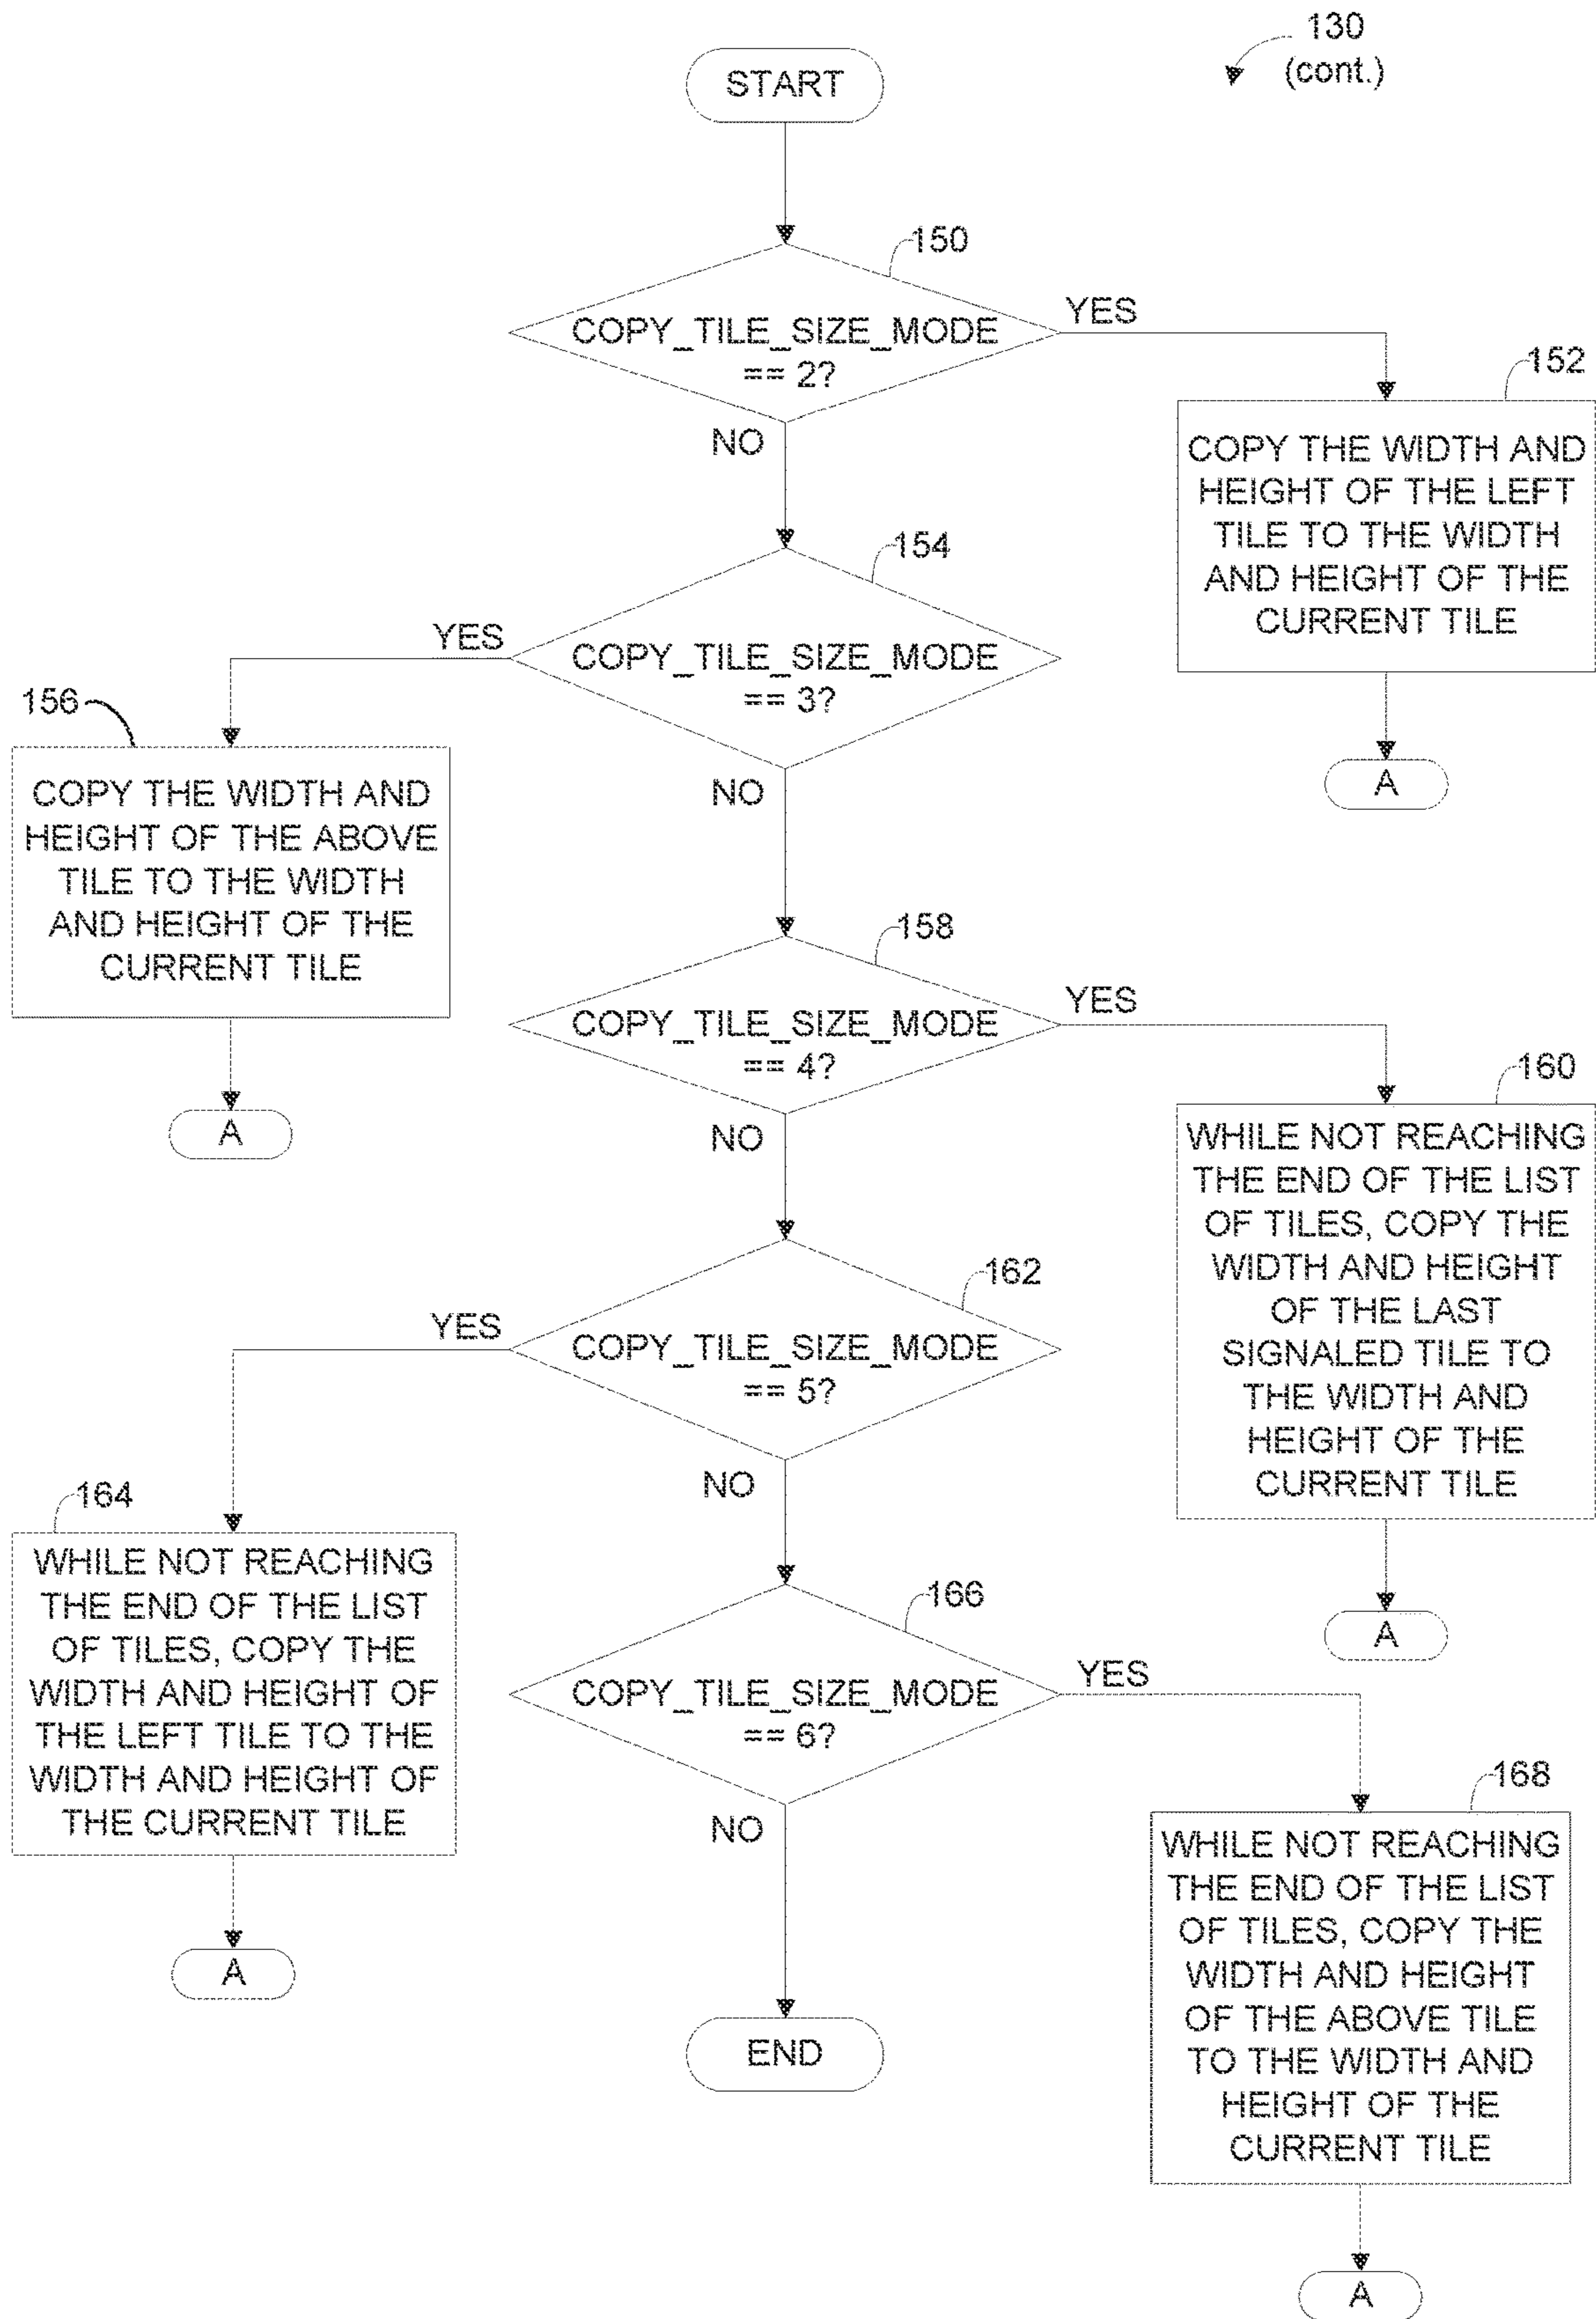 130
(cont.)
START
150
COPY_TILE_SIZE_MODE
== 2?
YES
NO
152
COPY THE WIDTH AND
HEIGHT OF THE LEFT
TILE TO THE WIDTH
AND HEIGHT OF THE
CURRENT TILE
A
154
COPY_TILE_SIZE_MODE
== 3?
YES
NO
156
COPY THE WIDTH AND
HEIGHT OF THE ABOVE
TILE TO THE WIDTH
AND HEIGHT OF THE
CURRENT TILE
A
158
COPY_TILE_SIZE_MODE
== 4?
YES
NO
160
WHILE NOT REACHING
THE END OF THE LIST
OF TILES, COPY THE
WIDTH AND HEIGHT
OF THE LAST
SIGNALED TILE TO
THE WIDTH AND
HEIGHT OF THE
CURRENT TILE
A
162
COPY_TILE_SIZE_MODE
== 5?
YES
NO
164
WHILE NOT REACHING
THE END OF THE LIST
OF TILES, COPY THE
WIDTH AND HEIGHT OF
THE LEFT TILE TO THE
WIDTH AND HEIGHT OF
THE CURRENT TILE
A
166
COPY_TILE_SIZE_MODE
== 6?
YES
NO
168
WHILE NOT REACHING
THE END OF THE LIST
OF TILES, COPY THE
WIDTH AND HEIGHT
OF THE ABOVE TILE
TO THE WIDTH AND
HEIGHT OF THE
CURRENT TILE
A
END